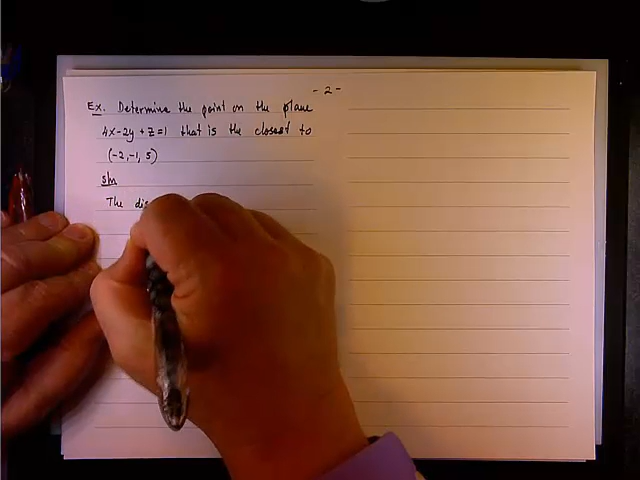 - 2 -
Ex. Determine the point on the plane
4x-2y+z=1 that is the closest to
(-2,-1, 5)
Sln
The dis